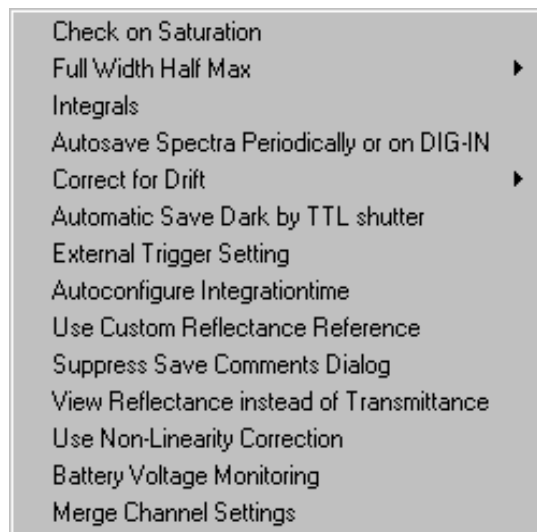 Check on Saturation
Full Width Half Max
Integrals
Autosave Spectra Periodically or on DIG-IN
Correct for Drift
Automatic Save Dark by TTL shutter
External Trigger Setting
Autoconfigure Integrationtime
Use Custom Reflectance Reference
Suppress Save Comments Dialog
View Reflectance instead of Transmittance
Use Non-Linearity Correction
Battery Voltage Monitoring
Merge Channel Settings